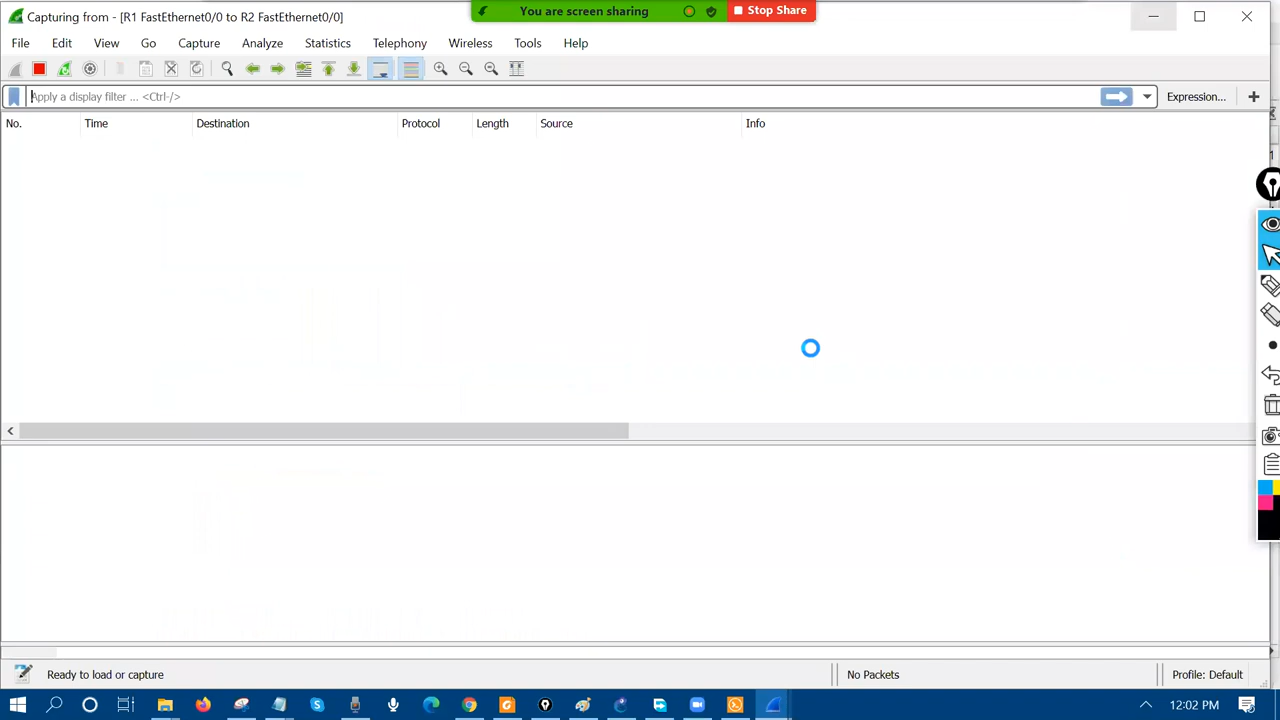 You are screen sharing
Stop Share
Capturing from - [R1 FastEthernet0/0 to R2 FastEthernet0/0]
File Edit View Go Capture Analyze Statistics Telephony Wireless Tools Help
Apply a display filter ... <Ctrl-/>
Expression...
No. Time Destination Protocol Length Source Info
Ready to load or capture
No Packets
Profile: Default
12:02 PM